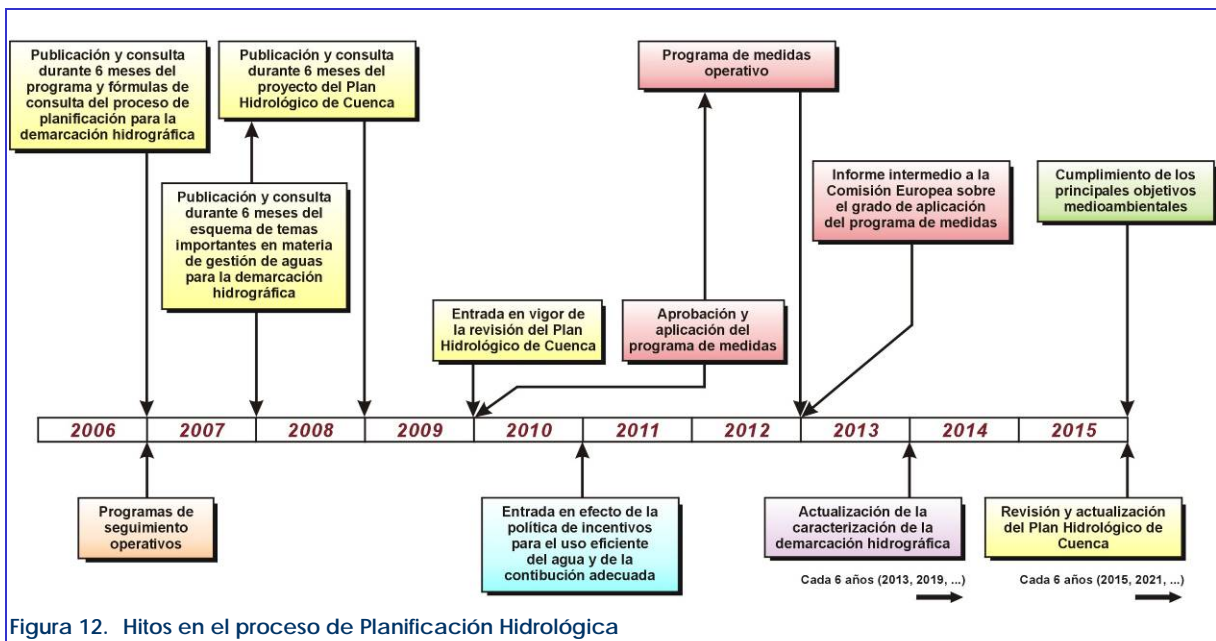 Publicación y consulta
durante 6 meses del
programa y fórmulas de
consulta del proceso de
planificación para la
demarcación hidrográfica
Publicación y consulta
durante 6 meses del
proyecto del Plan
Hidrológico de Cuenca
Programa de medidas
operativo
Publicación y consulta
durante 6 meses del
esquema de temas
importantes en materia
de gestión de aguas
para la demarcación
hidrográfica
Informe intermedio a la
Comisión Europea sobre
el grado de aplicación
del programa de medidas
Cumplimiento de los
principales objetivos
medioambientales
Entrada en vigor de
la revisión del Plan
Hidrológico de Cuenca
Aprobación y
aplicación del
programa de medidas
2006 2007 2008 2009 2010 2011 2012 2013 2014 2015
Programas de
seguimiento
operativos
Entrada en efecto de la
política de incentivos
para el uso eficiente
del agua y de la
contibución adecuada
Actualización de la
caracterización de la
demarcación hidrográfica
Cada 6 años (2013, 2019, ...)
Revisión y actualización
del Plan Hidrológico de
Cuenca
Cada 6 años (2015, 2021, ...)
Figura 12. Hitos en el proceso de Planificación Hidrológica